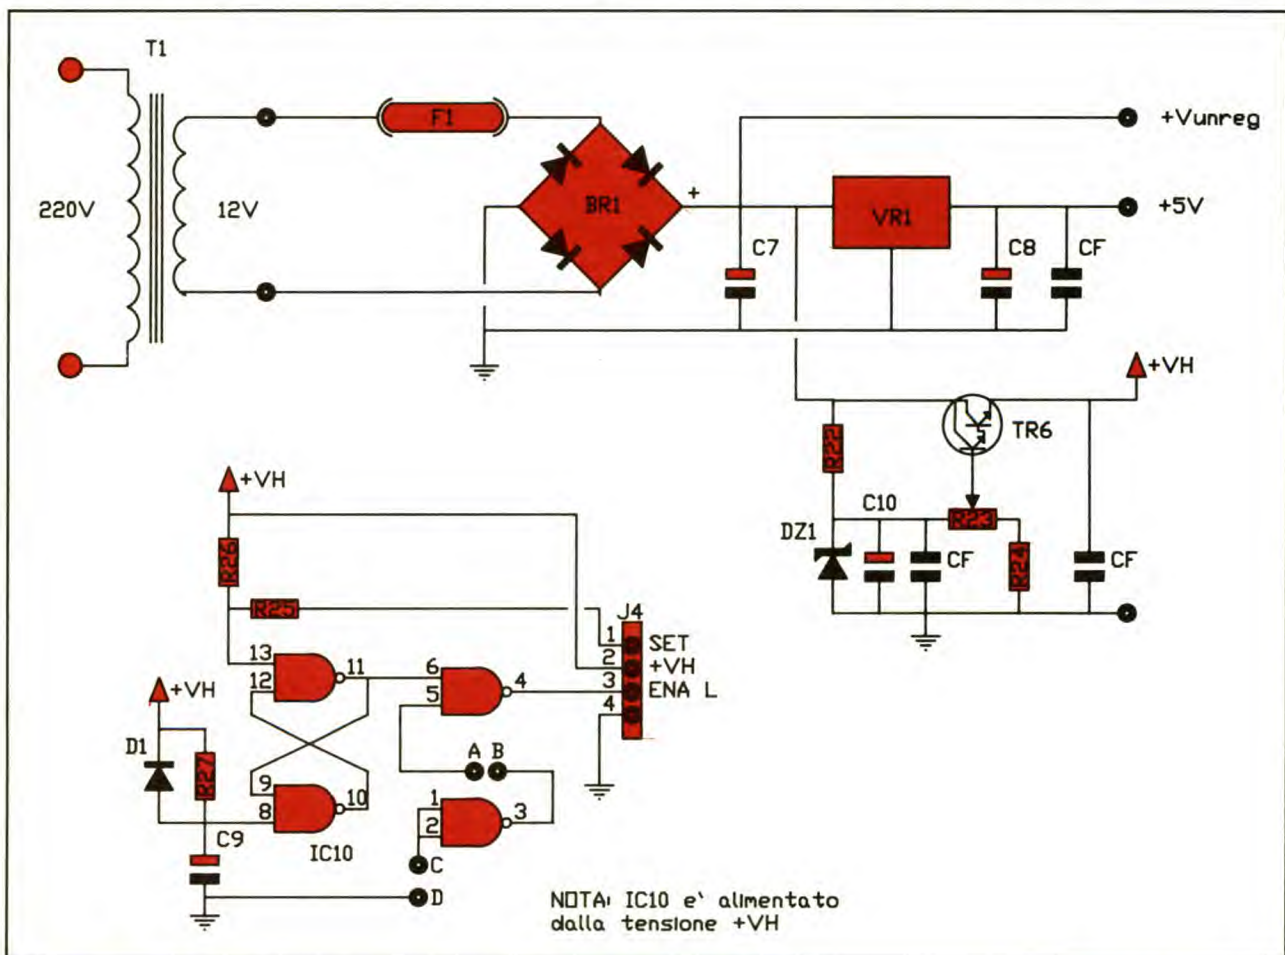 T1
F1
+Vunreg
220V
12V
BR1
+
VR1
+5V
C7
C8
CF
+VH
TR6
R22
C10
R23
DZ1
CF
R24
CF
+VH
R26
R25
J4
1
SET
2
+VH
3
ENA L
4
13
12
11
6
5
4
+VH
D1
R27
9
8
10
A B
1
2
3
C9
IC10
C
D
NOTA: IC10 e' alimentato
dalla tensione +VH